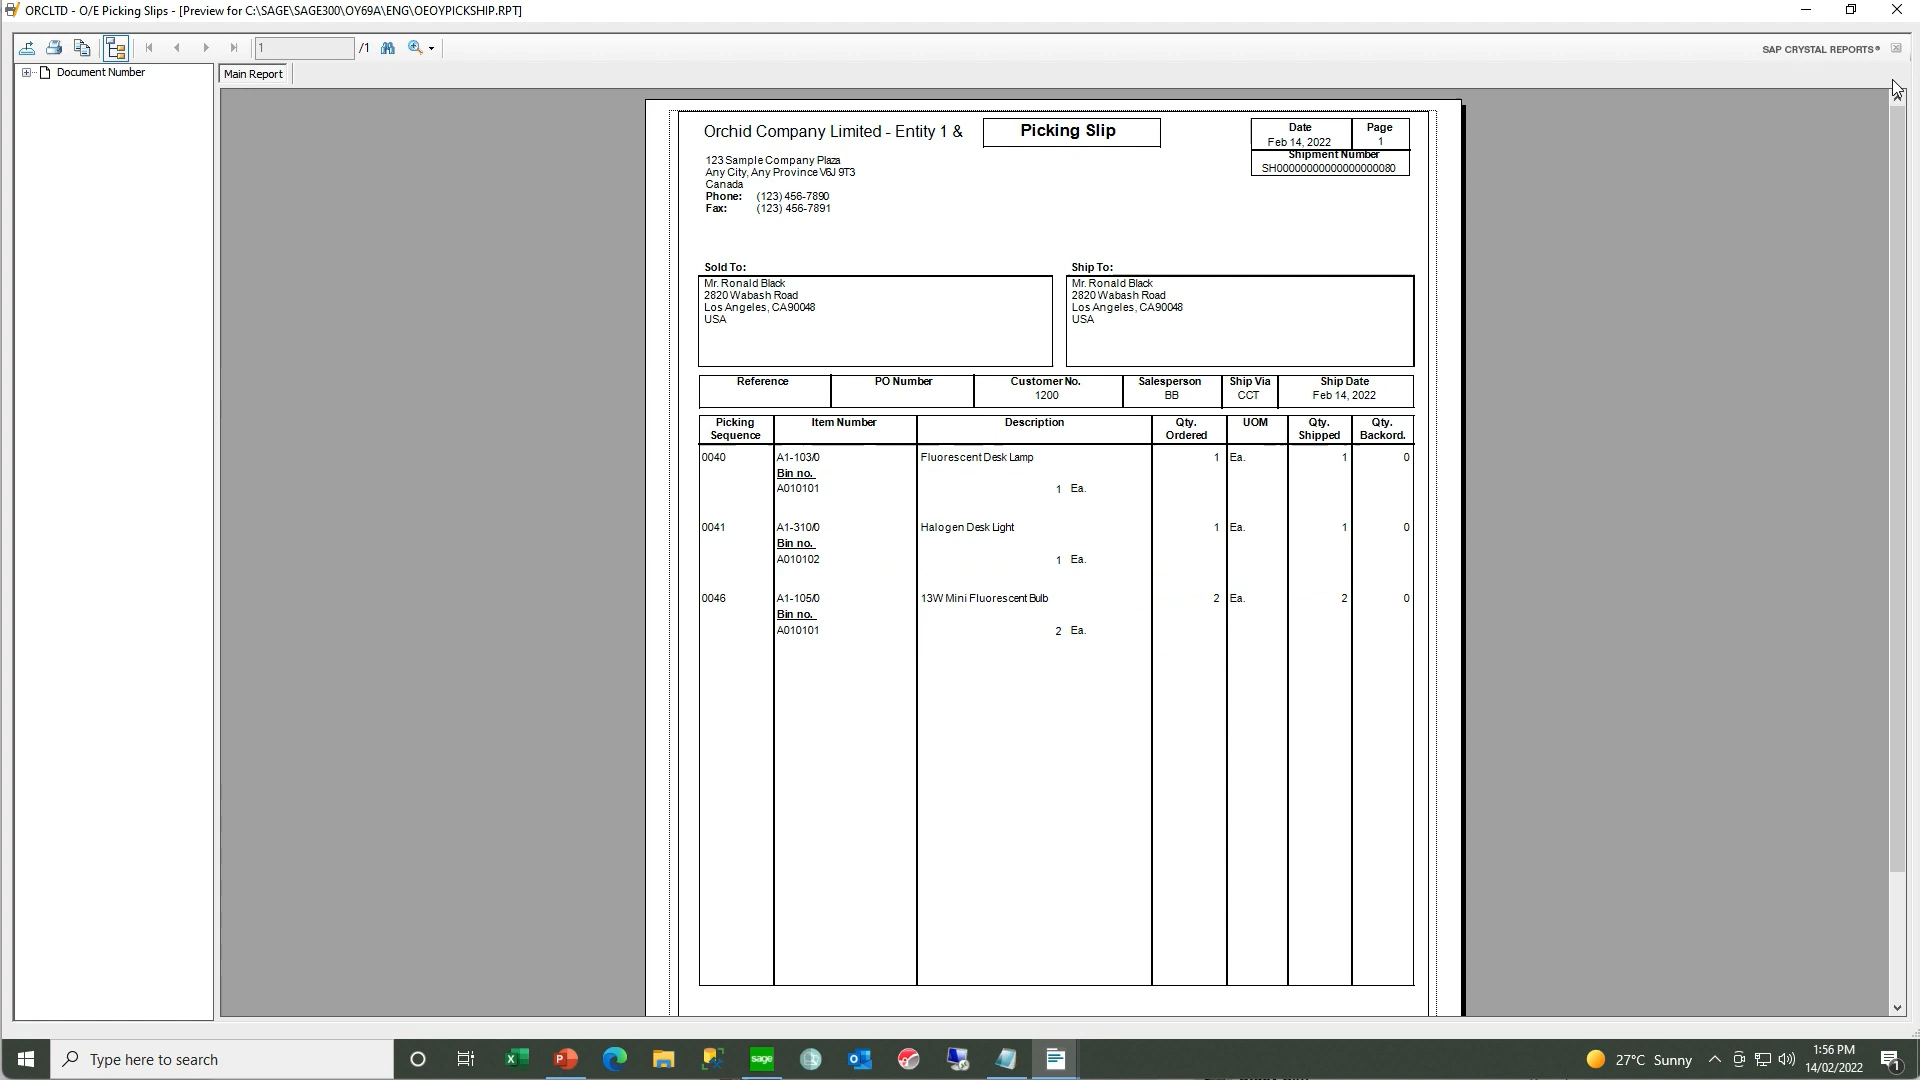 ORCLTD - O/E Picking Slips - [Preview for C:\SAGE\SAGE300\OY69A\ENG\OEOYPICKSHIP.RPT]
1 /1
SAP CRYSTAL REPORTS®
Document Number
Main Report
Orchid Company Limited - Entity 1 &
Picking Slip
Date Page
Feb 14, 2022 1
Shipment Number
SH00000000000000000080
123 Sample Company Plaza
Any City, Any Province V6J 9T3
Canada
Phone: (123) 456-7890
Fax: (123) 456-7891
Sold To: Ship To:
Mr. Ronald Black Mr. Ronald Black
2820 Wabash Road 2820 Wabash Road
Los Angeles, CA90048 Los Angeles, CA90048
USA USA
Reference PO Number Customer No. Salesperson Ship Via Ship Date
1200 BB CCT Feb 14, 2022
Picking Item Number Description Qty. UOM Qty. Qty.
Sequence Ordered Shipped Backord.
0040 A1-103/0 Fluorescent Desk Lamp 1 Ea. 1 0
Bin no.
A010101 1 Ea.
0041 A1-310/0 Halogen Desk Light 1 Ea. 1 0
Bin no.
A010102 1 Ea.
0046 A1-105/0 13W Mini Fluorescent Bulb 2 Ea. 2 0
Bin no.
A010101 2 Ea.
Type here to search
sage
27°C Sunny
1:56 PM
14/02/2022
1